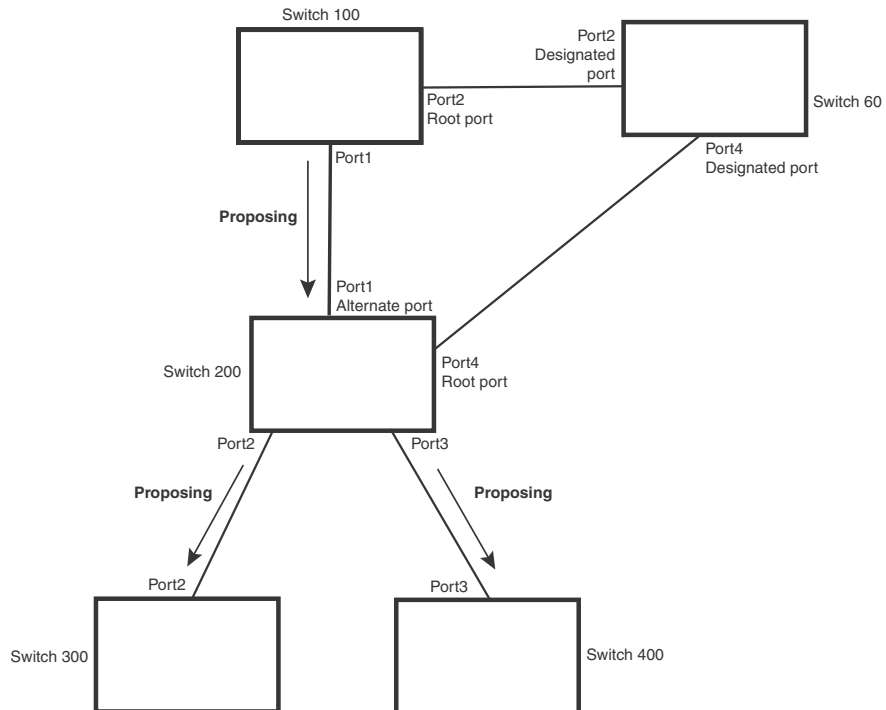 Switch 100
Port2
Designated
port
Port2
Root port
Switch 60
Port1
Port4
Designated port
Proposing
Port1
Alternate port
Switch 200
Port4
Root port
Port2
Port3
Proposing
Proposing
Port2
Port3
Switch 300
Switch 400